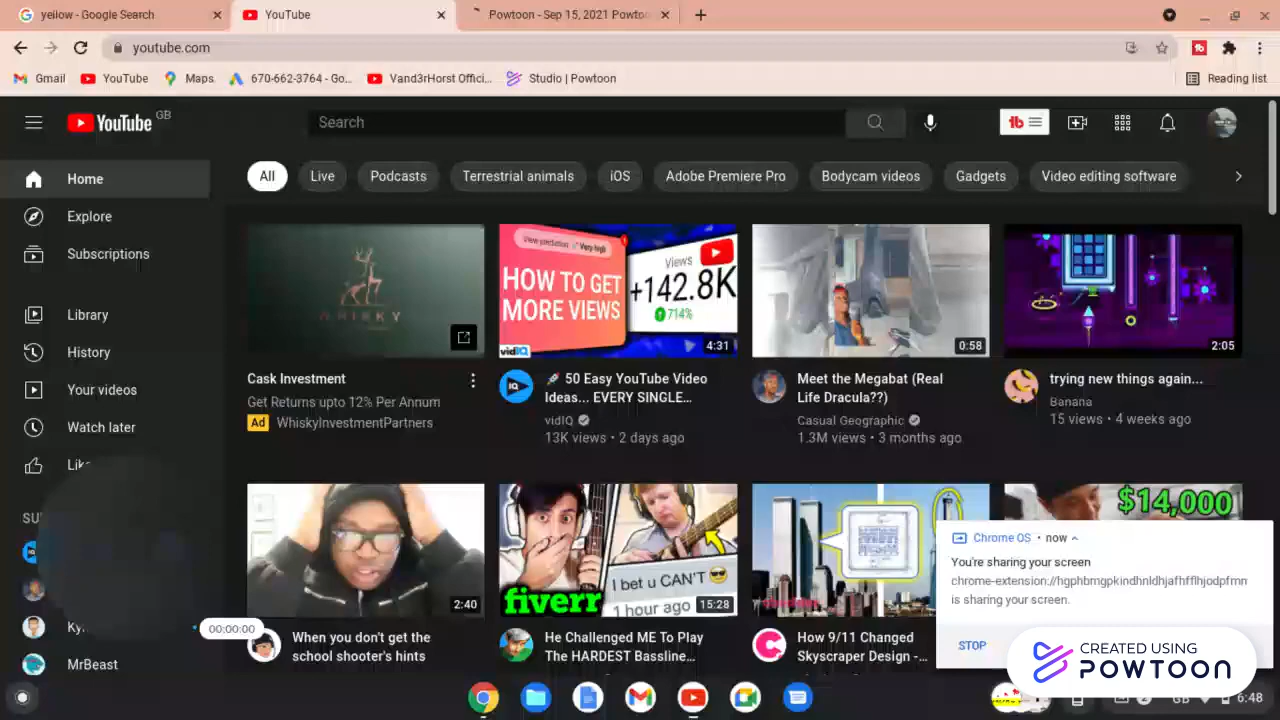 yellow - Google Search
YouTube
Powtoon - Sep 15, 2021 Powtoo
youtube.com
Gmail
YouTube
Maps
670-662-3764 - Go...
Vand3rHorst Offici...
Studio | Powtoon
Reading list
YouTube GB
Search
Home
Explore
Subscriptions
Library
History
Your videos
Watch later
Lik
SU
Ky
MrBeast
00:00:00
All
Live
Podcasts
Terrestrial animals
iOS
Adobe Premiere Pro
Bodycam videos
Gadgets
Video editing software
WHISKY
Cask Investment
Get Returns upto 12% Per Annum
Ad WhiskyInvestmentPartners
View prediction Very high
HOW TO GET
MORE VIEWS
Views
+142.8K
714%
vidIQ
4:31
🚀 50 Easy YouTube Video
Ideas... EVERY SINGLE...
vidIQ
13K views • 2 days ago
0:58
Meet the Megabat (Real
Life Dracula??)
Casual Geographic
1.3M views • 3 months ago
2:05
trying new things again...
Banana
15 views • 4 weeks ago
2:40
When you don't get the
school shooter's hints
fiverr
I bet u CAN'T 😎
1 hour ago
15:28
He Challenged ME To Play
The HARDEST Bassline...
How 9/11 Changed
Skyscraper Design -...
$14,000
Chrome OS • now
You're sharing your screen
chrome-extension://hgphbmgpkindhnldhjafhfflhjodpfmn
is sharing your screen.
STOP
CREATED USING
POWTOON
GB
6:48